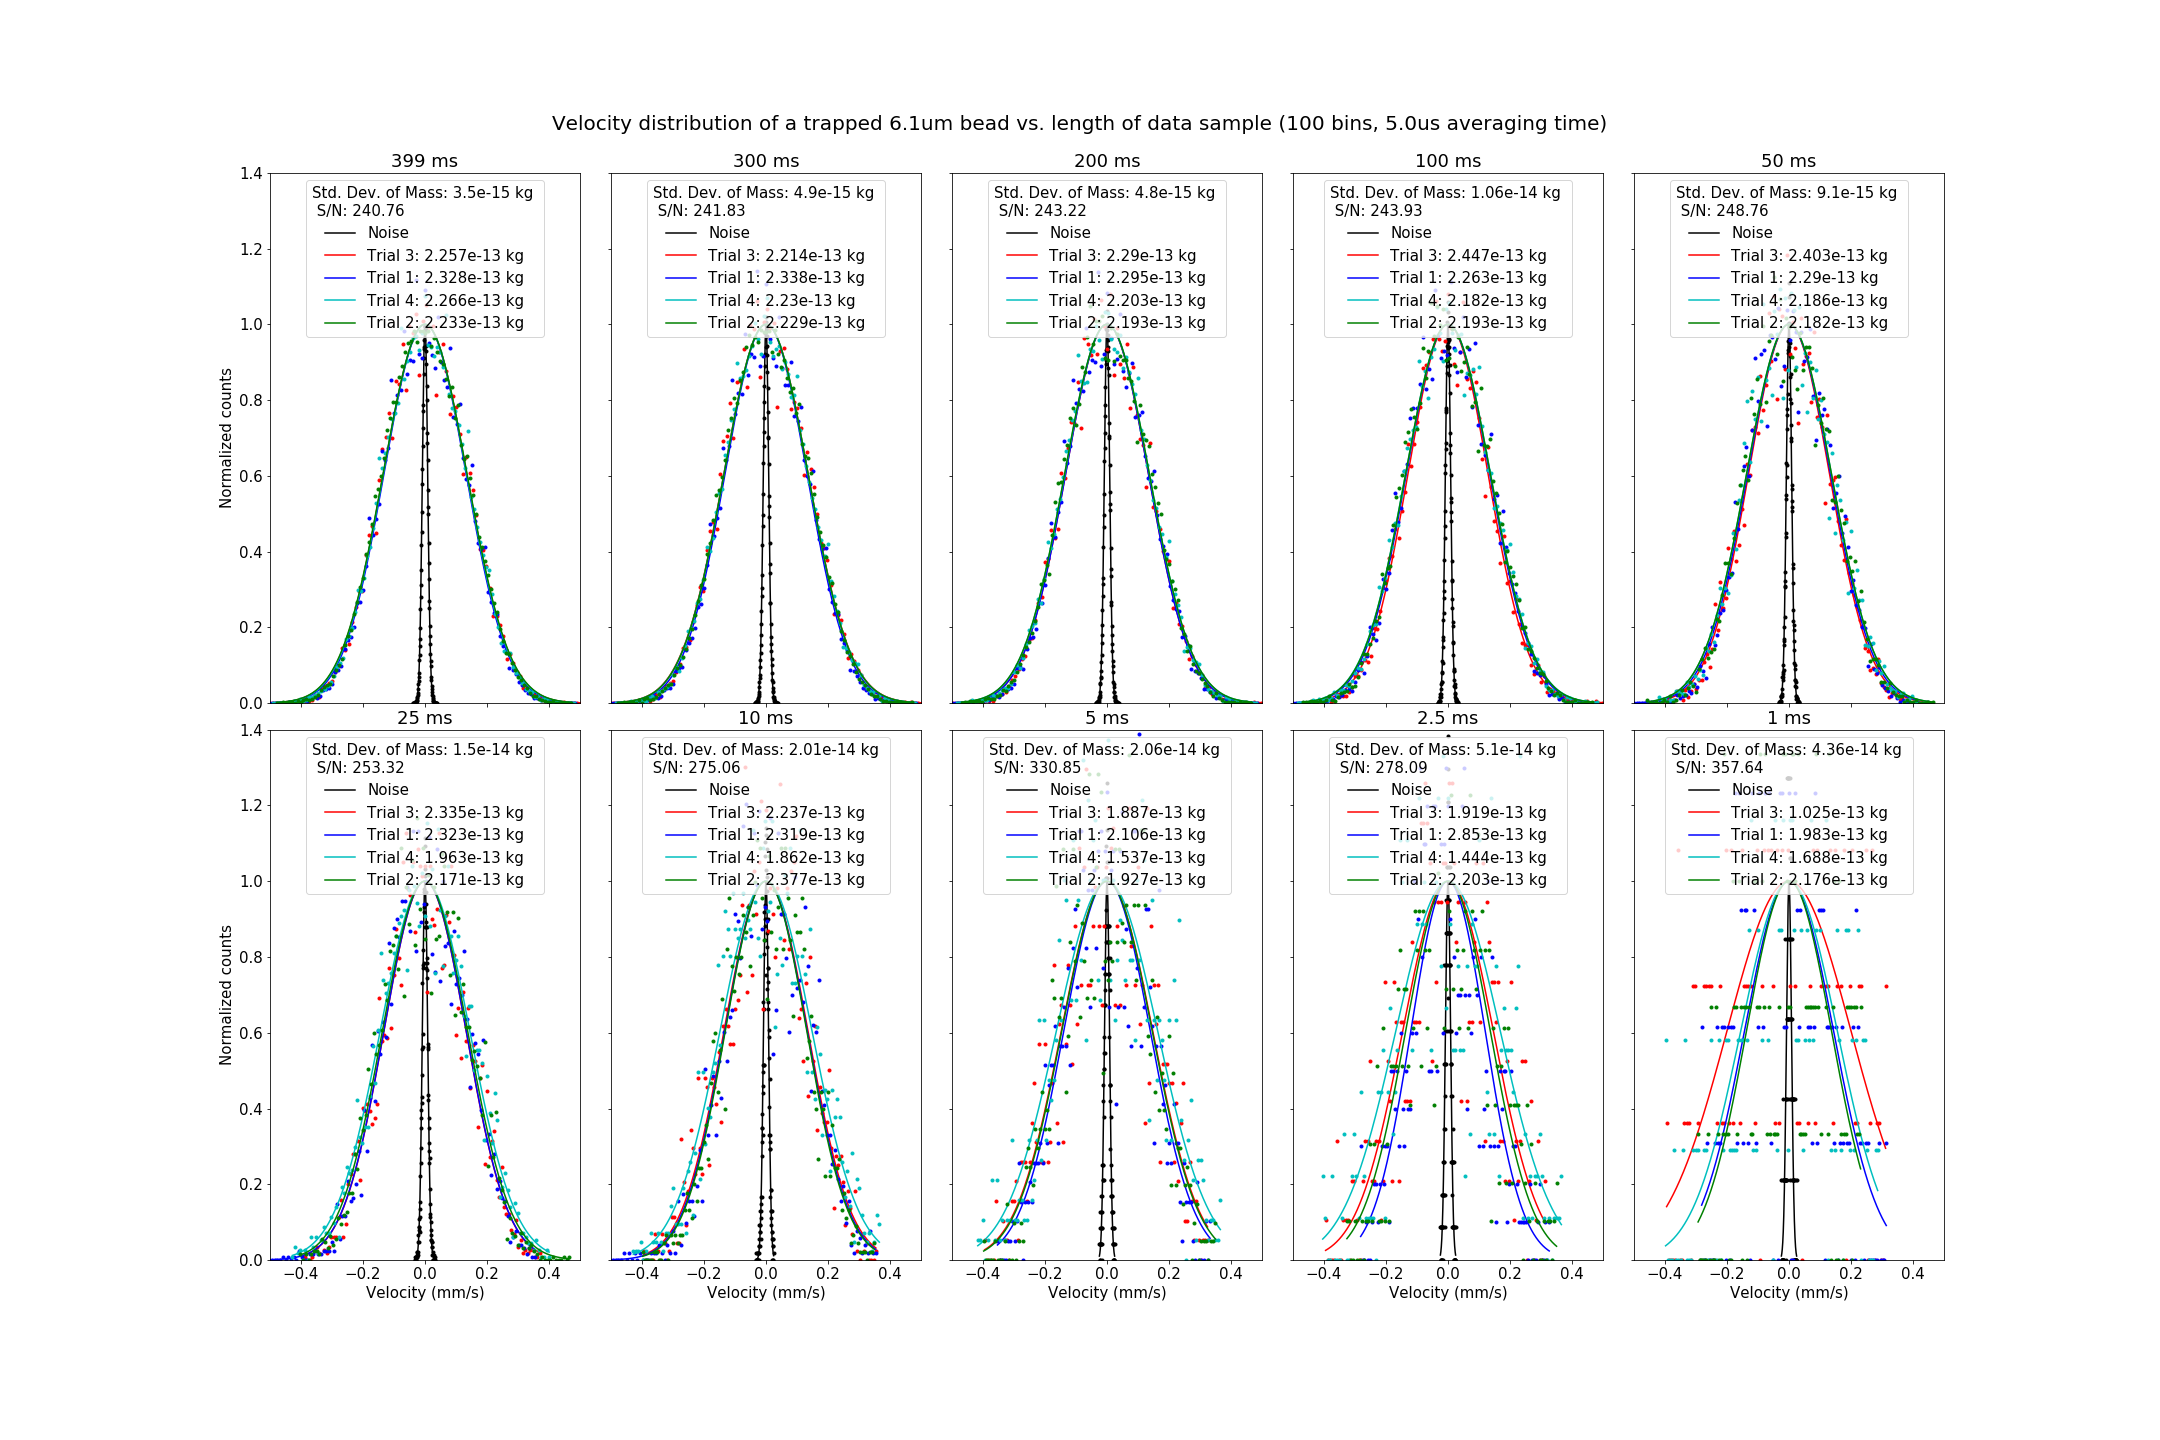 Velocity distribution of a trapped 6.1um bead vs. length of data sample (100 bins, 5.0us averaging time)
399 ms
Std. Dev. of Mass: 3.5e-15 kg
S/N: 240.76
Noise
Trial 3: 2.257e-13 kg
Trial 1: 2.328e-13 kg
Trial 4: 2.266e-13 kg
Trial 2: 2.233e-13 kg
1.4
1.2
1.0
0.8
0.6
0.4
0.2
0.0
Normalized counts
300 ms
Std. Dev. of Mass: 4.9e-15 kg
S/N: 241.83
Noise
Trial 3: 2.214e-13 kg
Trial 1: 2.338e-13 kg
Trial 4: 2.23e-13 kg
Trial 2: 2.229e-13 kg
200 ms
Std. Dev. of Mass: 4.8e-15 kg
S/N: 243.22
Noise
Trial 3: 2.29e-13 kg
Trial 1: 2.295e-13 kg
Trial 4: 2.203e-13 kg
Trial 2: 2.193e-13 kg
100 ms
Std. Dev. of Mass: 1.06e-14 kg
S/N: 243.93
Noise
Trial 3: 2.447e-13 kg
Trial 1: 2.263e-13 kg
Trial 4: 2.182e-13 kg
Trial 2: 2.193e-13 kg
50 ms
Std. Dev. of Mass: 9.1e-15 kg
S/N: 248.76
Noise
Trial 3: 2.403e-13 kg
Trial 1: 2.29e-13 kg
Trial 4: 2.186e-13 kg
Trial 2: 2.182e-13 kg
25 ms
Std. Dev. of Mass: 1.5e-14 kg
S/N: 253.32
Noise
Trial 3: 2.335e-13 kg
Trial 1: 2.323e-13 kg
Trial 4: 1.963e-13 kg
Trial 2: 2.171e-13 kg
1.4
1.2
1.0
0.8
0.6
0.4
0.2
0.0
Normalized counts
−0.4 −0.2 0.0 0.2 0.4
Velocity (mm/s)
10 ms
Std. Dev. of Mass: 2.01e-14 kg
S/N: 275.06
Noise
Trial 3: 2.237e-13 kg
Trial 1: 2.319e-13 kg
Trial 4: 1.862e-13 kg
Trial 2: 2.377e-13 kg
−0.4 −0.2 0.0 0.2 0.4
Velocity (mm/s)
5 ms
Std. Dev. of Mass: 2.06e-14 kg
S/N: 330.85
Noise
Trial 3: 1.887e-13 kg
Trial 1: 2.106e-13 kg
Trial 4: 1.537e-13 kg
Trial 2: 1.927e-13 kg
−0.4 −0.2 0.0 0.2 0.4
Velocity (mm/s)
2.5 ms
Std. Dev. of Mass: 5.1e-14 kg
S/N: 278.09
Noise
Trial 3: 1.919e-13 kg
Trial 1: 2.853e-13 kg
Trial 4: 1.444e-13 kg
Trial 2: 2.203e-13 kg
−0.4 −0.2 0.0 0.2 0.4
Velocity (mm/s)
1 ms
Std. Dev. of Mass: 4.36e-14 kg
S/N: 357.64
Noise
Trial 3: 1.025e-13 kg
Trial 1: 1.983e-13 kg
Trial 4: 1.688e-13 kg
Trial 2: 2.176e-13 kg
−0.4 −0.2 0.0 0.2 0.4
Velocity (mm/s)